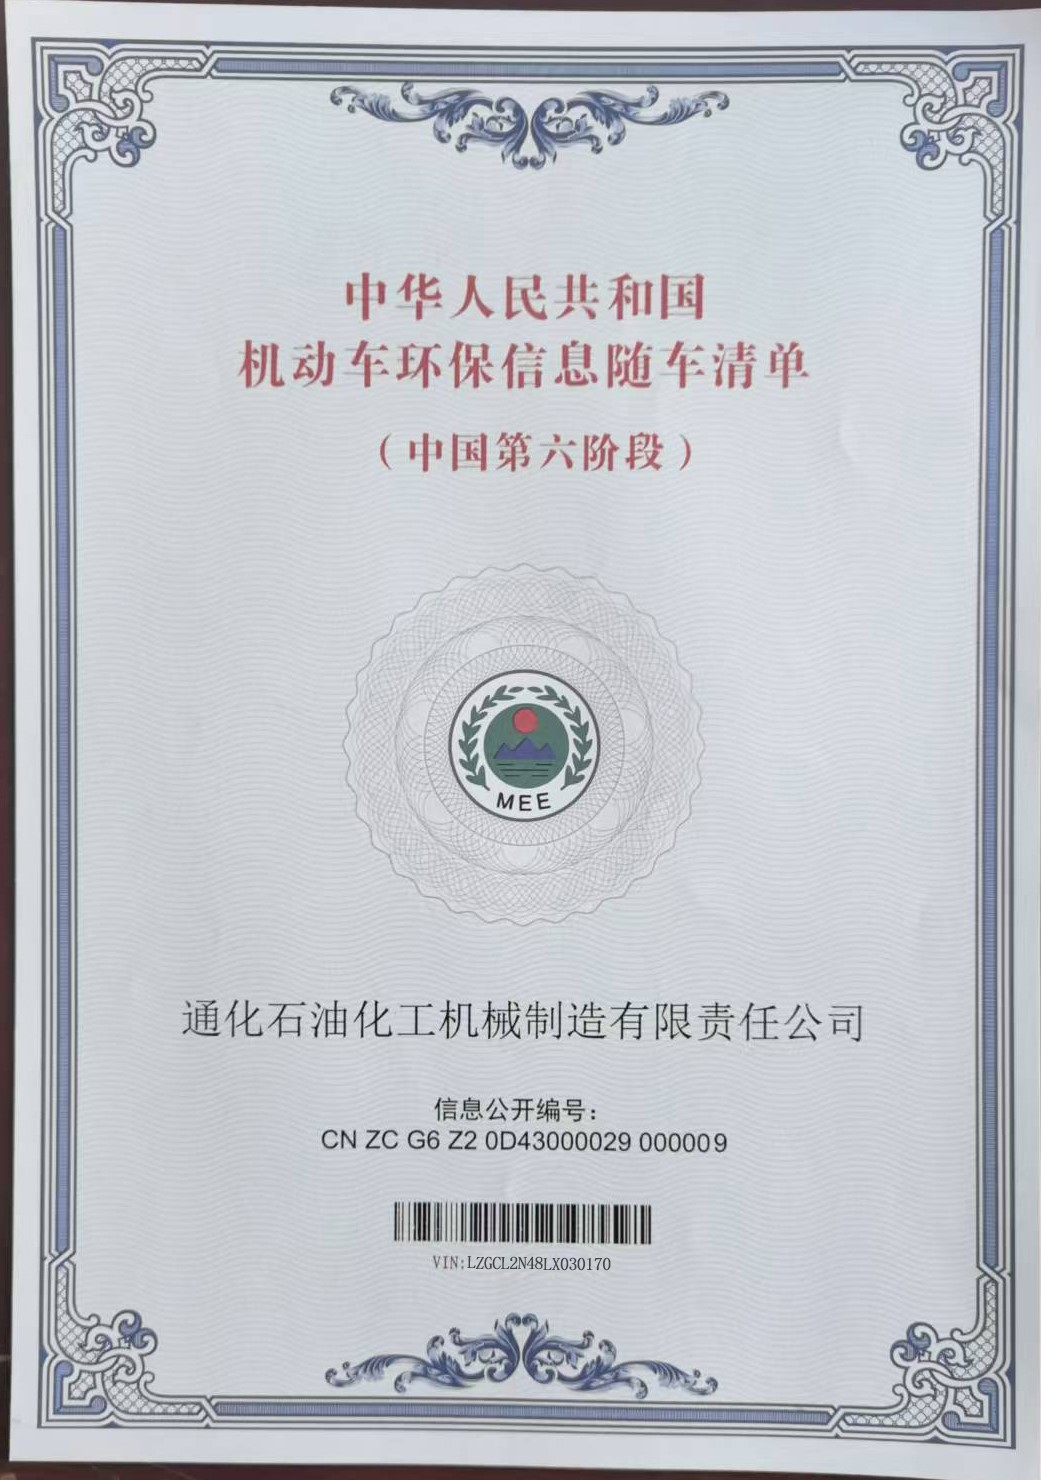 中华人民共和国
机动车环保信息随车清单
（中国第六阶段）
MEE
通化石油化工机械制造有限责任公司
信息公开编号：
CN ZC G6 Z2 0D43000029 000009
VIN:LZGCL2N48LX030170